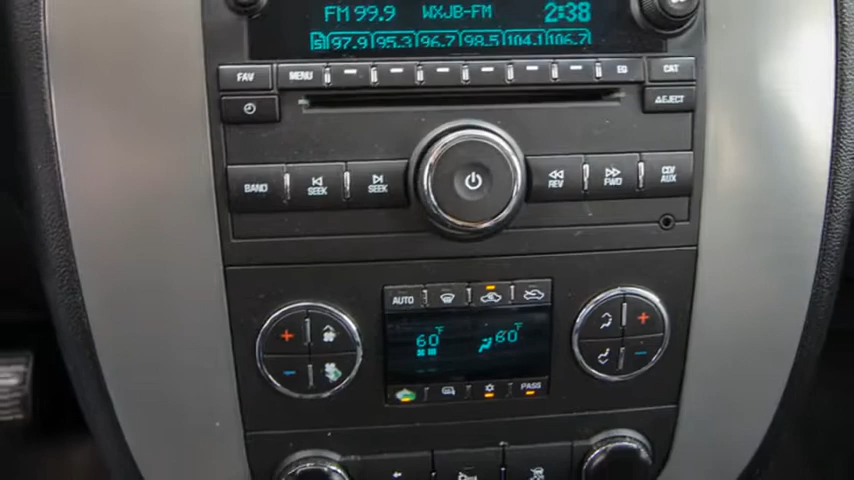 FM 99.9 WXJB-FM 2:38
97.9 95.3 96.7 98.5 104.1 106.7
FAV MENU EQ CAT
EJECT
BAND SEEK SEEK REV FWD CD/AUX
AUTO
60°F 60°F
PASS